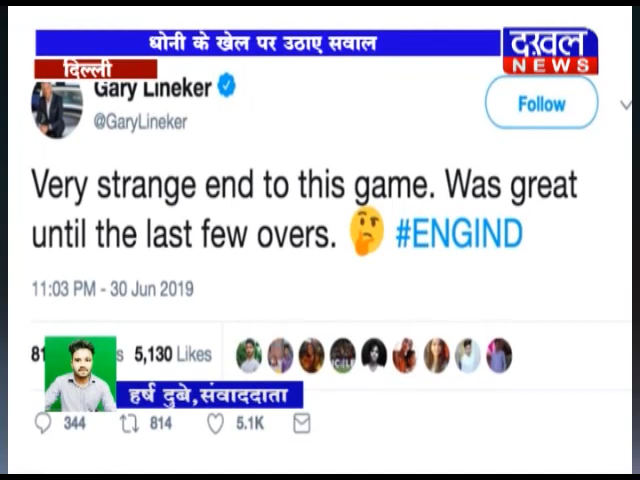 धोनी के खेल पर उठाए सवाल
दखल
NEWS
दिल्ली
Gary Lineker
@GaryLineker
Follow
Very strange end to this game. Was great
until the last few overs. 🤔 #ENGIND
11:03 PM - 30 Jun 2019
5,130 Likes
हर्ष दुबे,संवाददाता
344 814 5.1K